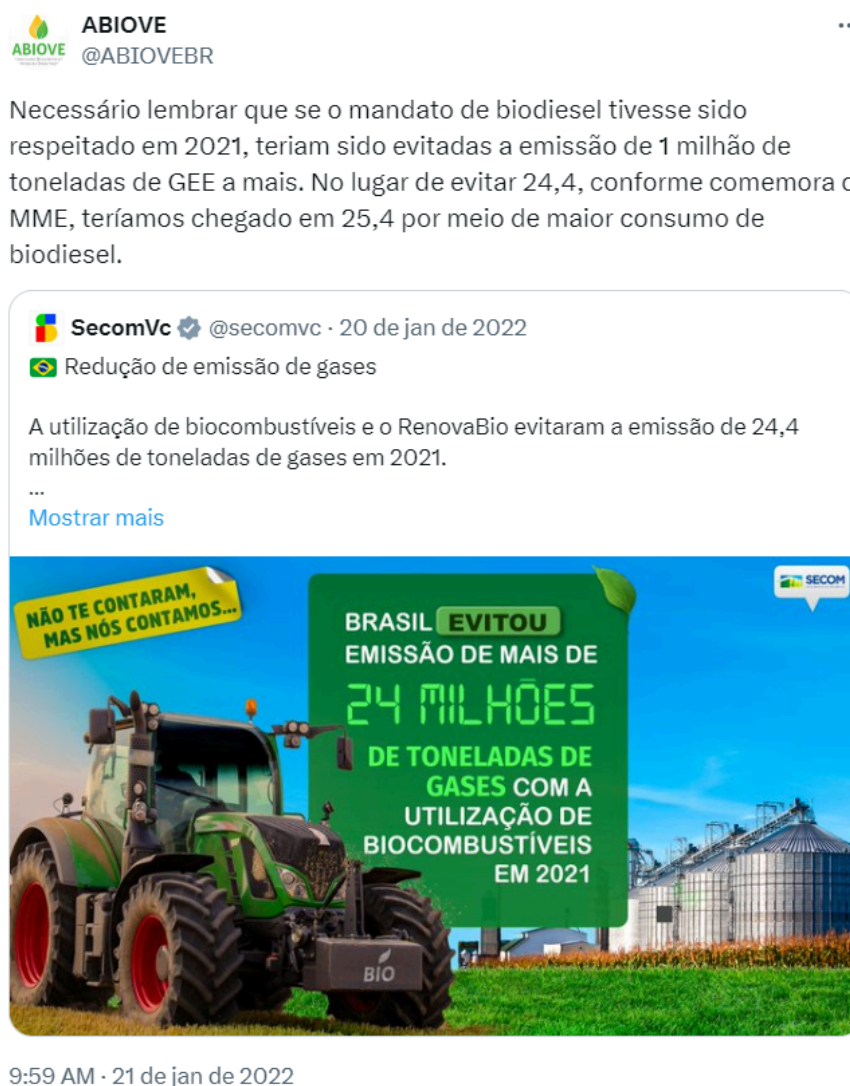 ABIOVE
ABIOVE
@ABIOVEBR
Necessário lembrar que se o mandato de biodiesel tivesse sido
respeitado em 2021, teriam sido evitadas a emissão de 1 milhão de
toneladas de GEE a mais. No lugar de evitar 24,4, conforme comemora
MME, teríamos chegado em 25,4 por meio de maior consumo de
biodiesel.
SecomVc @secomvc · 20 de jan de 2022
Redução de emissão de gases
A utilização de biocombustíveis e o RenovaBio evitaram a emissão de 24,4
milhões de toneladas de gases em 2021.
...
Mostrar mais
NÃO TE CONTARAM,
MAS NÓS CONTAMOS...
SECOM
BRASIL EVITOU
EMISSÃO DE MAIS DE
24 MILHÕES
DE TONELADAS DE
GASES COM A
UTILIZAÇÃO DE
BIOCOMBUSTÍVEIS
EM 2021
BIO
9:59 AM · 21 de jan de 2022